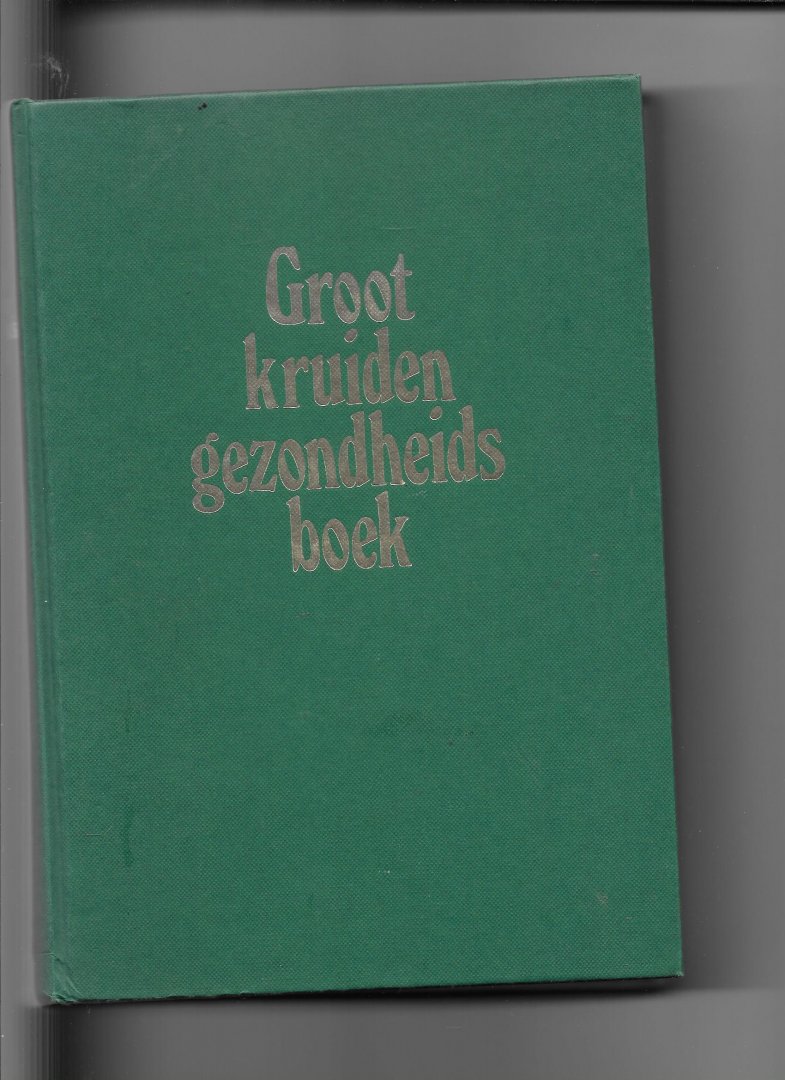 Groot
kruiden
gezondheids
boek